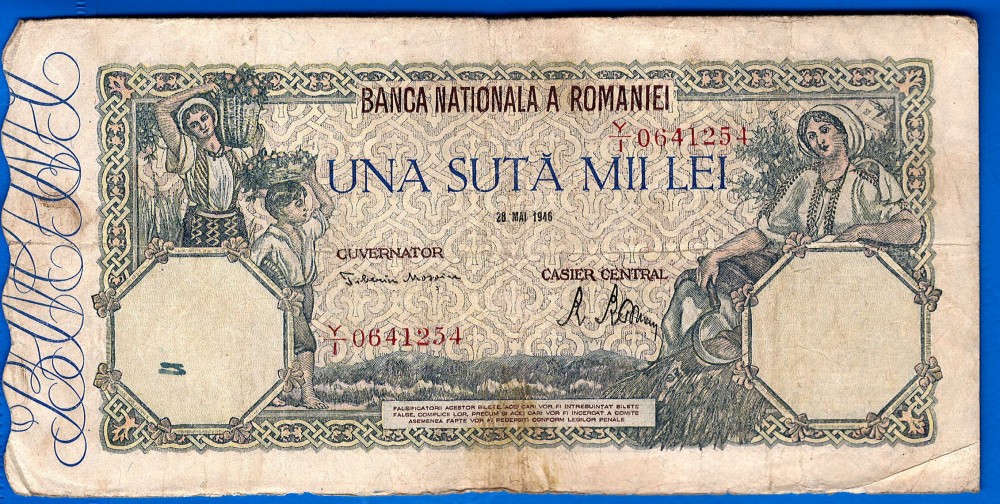 BANCA NATIONALA A ROMANIEI
Y/1 0641254
UNA SUTĂ MII LEI
28 MAI 1946
GUVERNATOR
CASIER CENTRAL
Y/1 0641254
FALSIFICATORII ACESTOR BILETE, ACEI CARI VOR FI INTREBUINTAT BILETE
FALSE, COMPLICII LOR, PRECUM SI ACEI CARI VOR FI INCERCAT A COMITE
ASEMENEA FAPTE VOR FI PEDEPSITI CONFORM LEGILOR PENALE